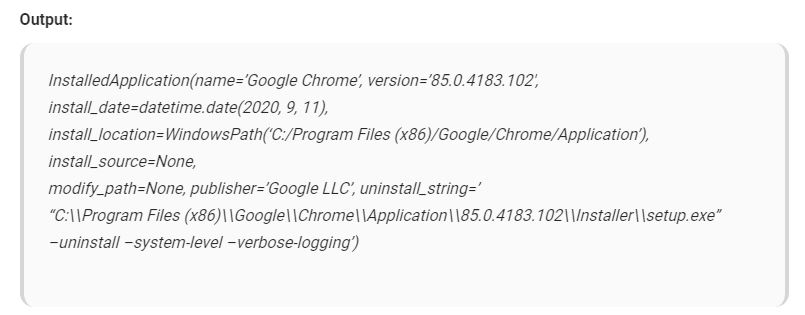 Output:
InstalledApplication(name=’Google Chrome’, version=’85.0.4183.102′,
install_date=datetime.date(2020, 9, 11),
install_location=WindowsPath(‘C:/Program Files (x86)/Google/Chrome/Application’),
install_source=None,
modify_path=None, publisher=’Google LLC’, uninstall_string=’
“C:\\Program Files (x86)\\Google\\Chrome\\Application\\85.0.4183.102\\Installer\\setup.exe”
–uninstall –system-level –verbose-logging’)